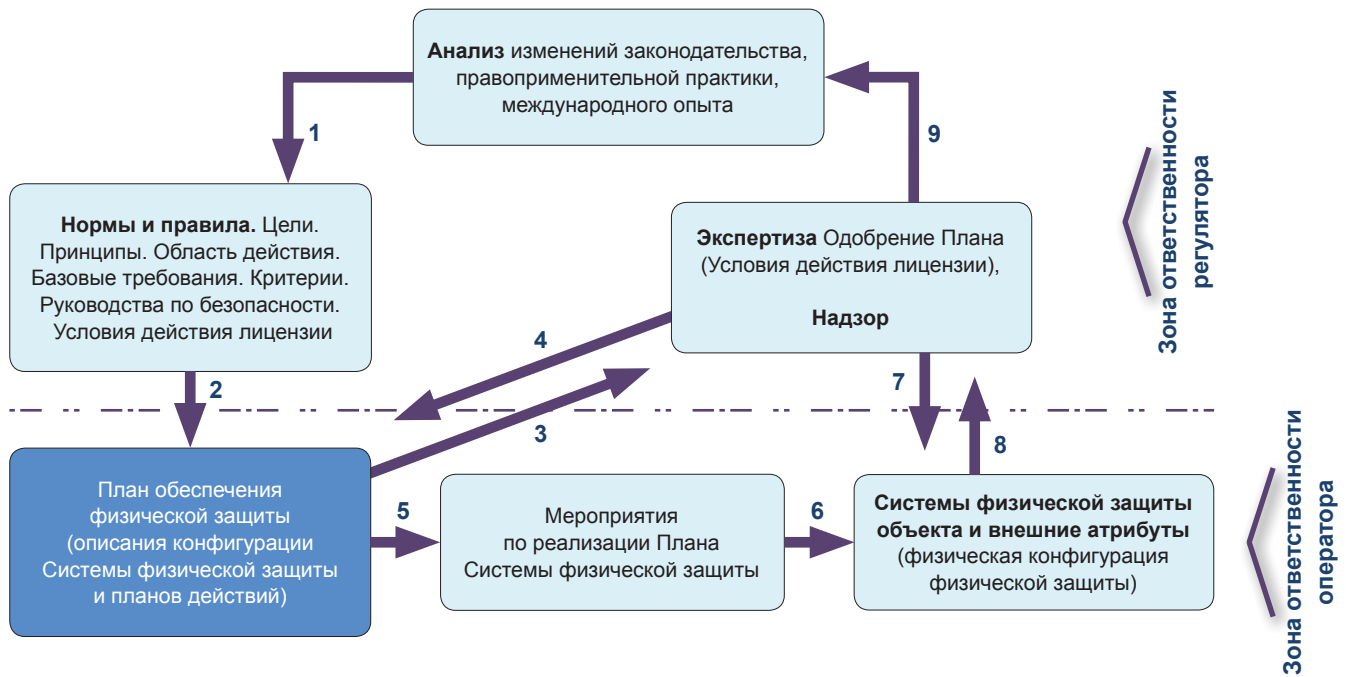 Анализ изменений законодательства,
правоприменительной практики,
международного опыта
1
9
Нормы и правила. Цели.
Принципы. Область действия.
Базовые требования. Критерии.
Руководства по безопасности.
Условия действия лицензии
Экспертиза Одобрение Плана
(Условия действия лицензии),
Надзор
Зона ответственности
регулятора
2
4
3
7
8
План обеспечения
физической защиты
(описания конфигурации
Системы физической защиты
и планов действий)
5
Мероприятия
по реализации Плана
Системы физической защиты
6
Системы физической защиты
объекта и внешние атрибуты
(физическая конфигурация
физической защиты)
Зона ответственности
оператора